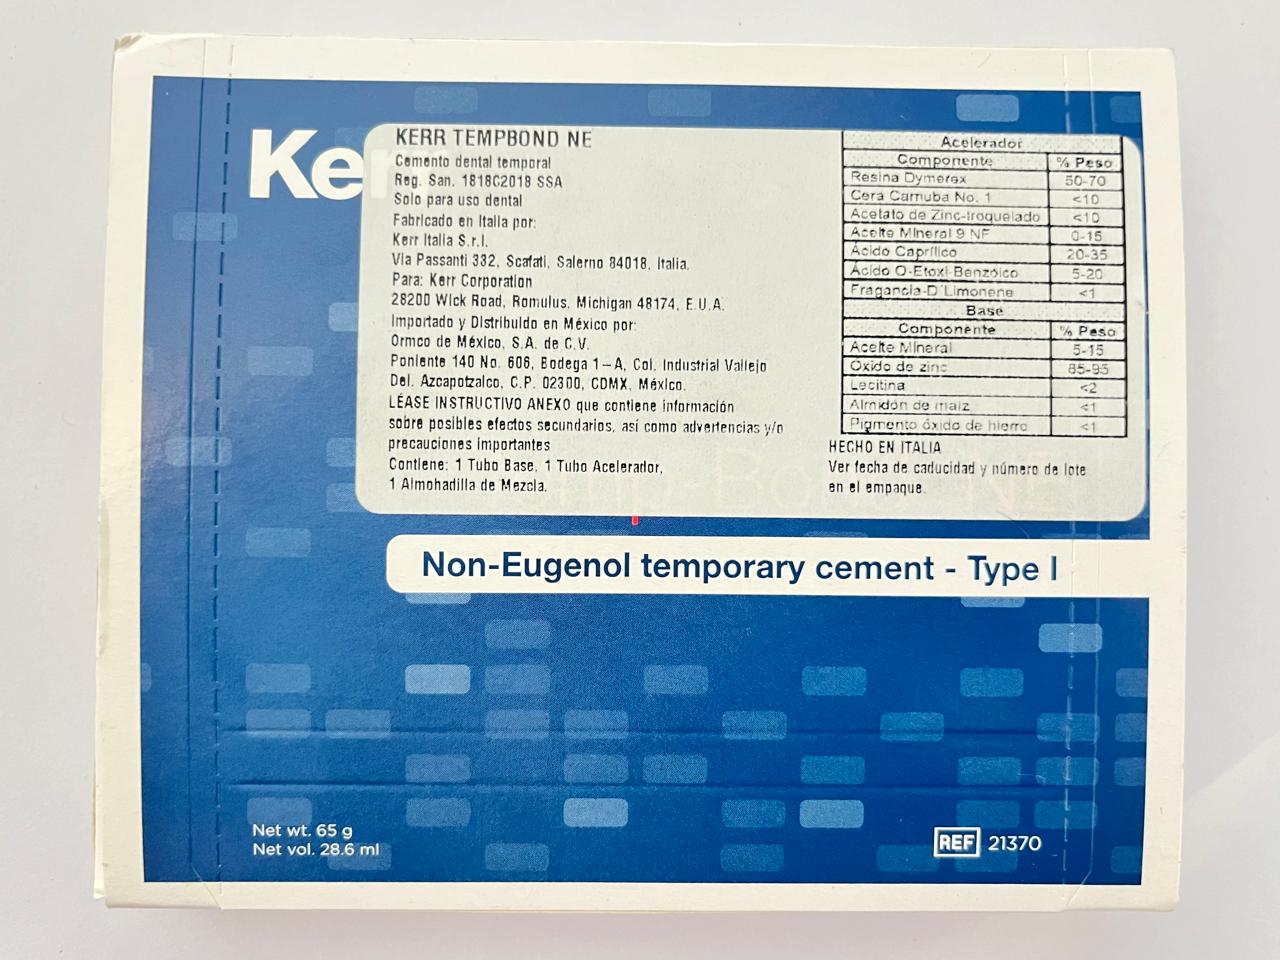 Ke
KERR TEMPBOND NE
Cemento dental temporal
Reg. San. 1818C2018 SSA
Solo para uso dental
Fabricado en Italia por:
Kerr Italia S.r.l.
Via Passanti 332, Scafati, Salerno 84018, Italia.
Para: Kerr Corporation
28200 Wick Road, Romulus, Michigan 48174, E.U.A.
Importado y Distribuido en México por:
Ormco de México, S.A. de C.V.
Poniente 140 No. 606, Bodega 1-A, Col. Industrial Vallejo
Del. Azcapotzalco, C.P. 02300, CDMX, México.
LÉASE INSTRUCTIVO ANEXO que contiene información
sobre posibles efectos secundarios, así como advertencias y/o
precauciones importantes
Contiene: 1 Tubo Base, 1 Tubo Acelerador,
1 Almohadilla de Mezcla.
Acelerador
Componente % Peso
Resina Dymerex 50-70
Cera Carnuba No. 1 <10
Acetato de Zinc-troquelado <10
Aceite Mineral 9 NF 0-15
Ácido Caprílico 20-35
Ácido O-Etoxi-Benzóico 5-20
Fragancia-D'Limonene <1
Base
Componente % Peso
Aceite Mineral 5-15
Óxido de zinc 85-95
Lecitina <2
Almidón de maíz <1
Pigmento óxido de hierro <1
HECHO EN ITALIA
Ver fecha de caducidad y número de lote
en el empaque.
Non-Eugenol temporary cement - Type I
Net wt. 65 g
Net vol. 28.6 ml
REF 21370